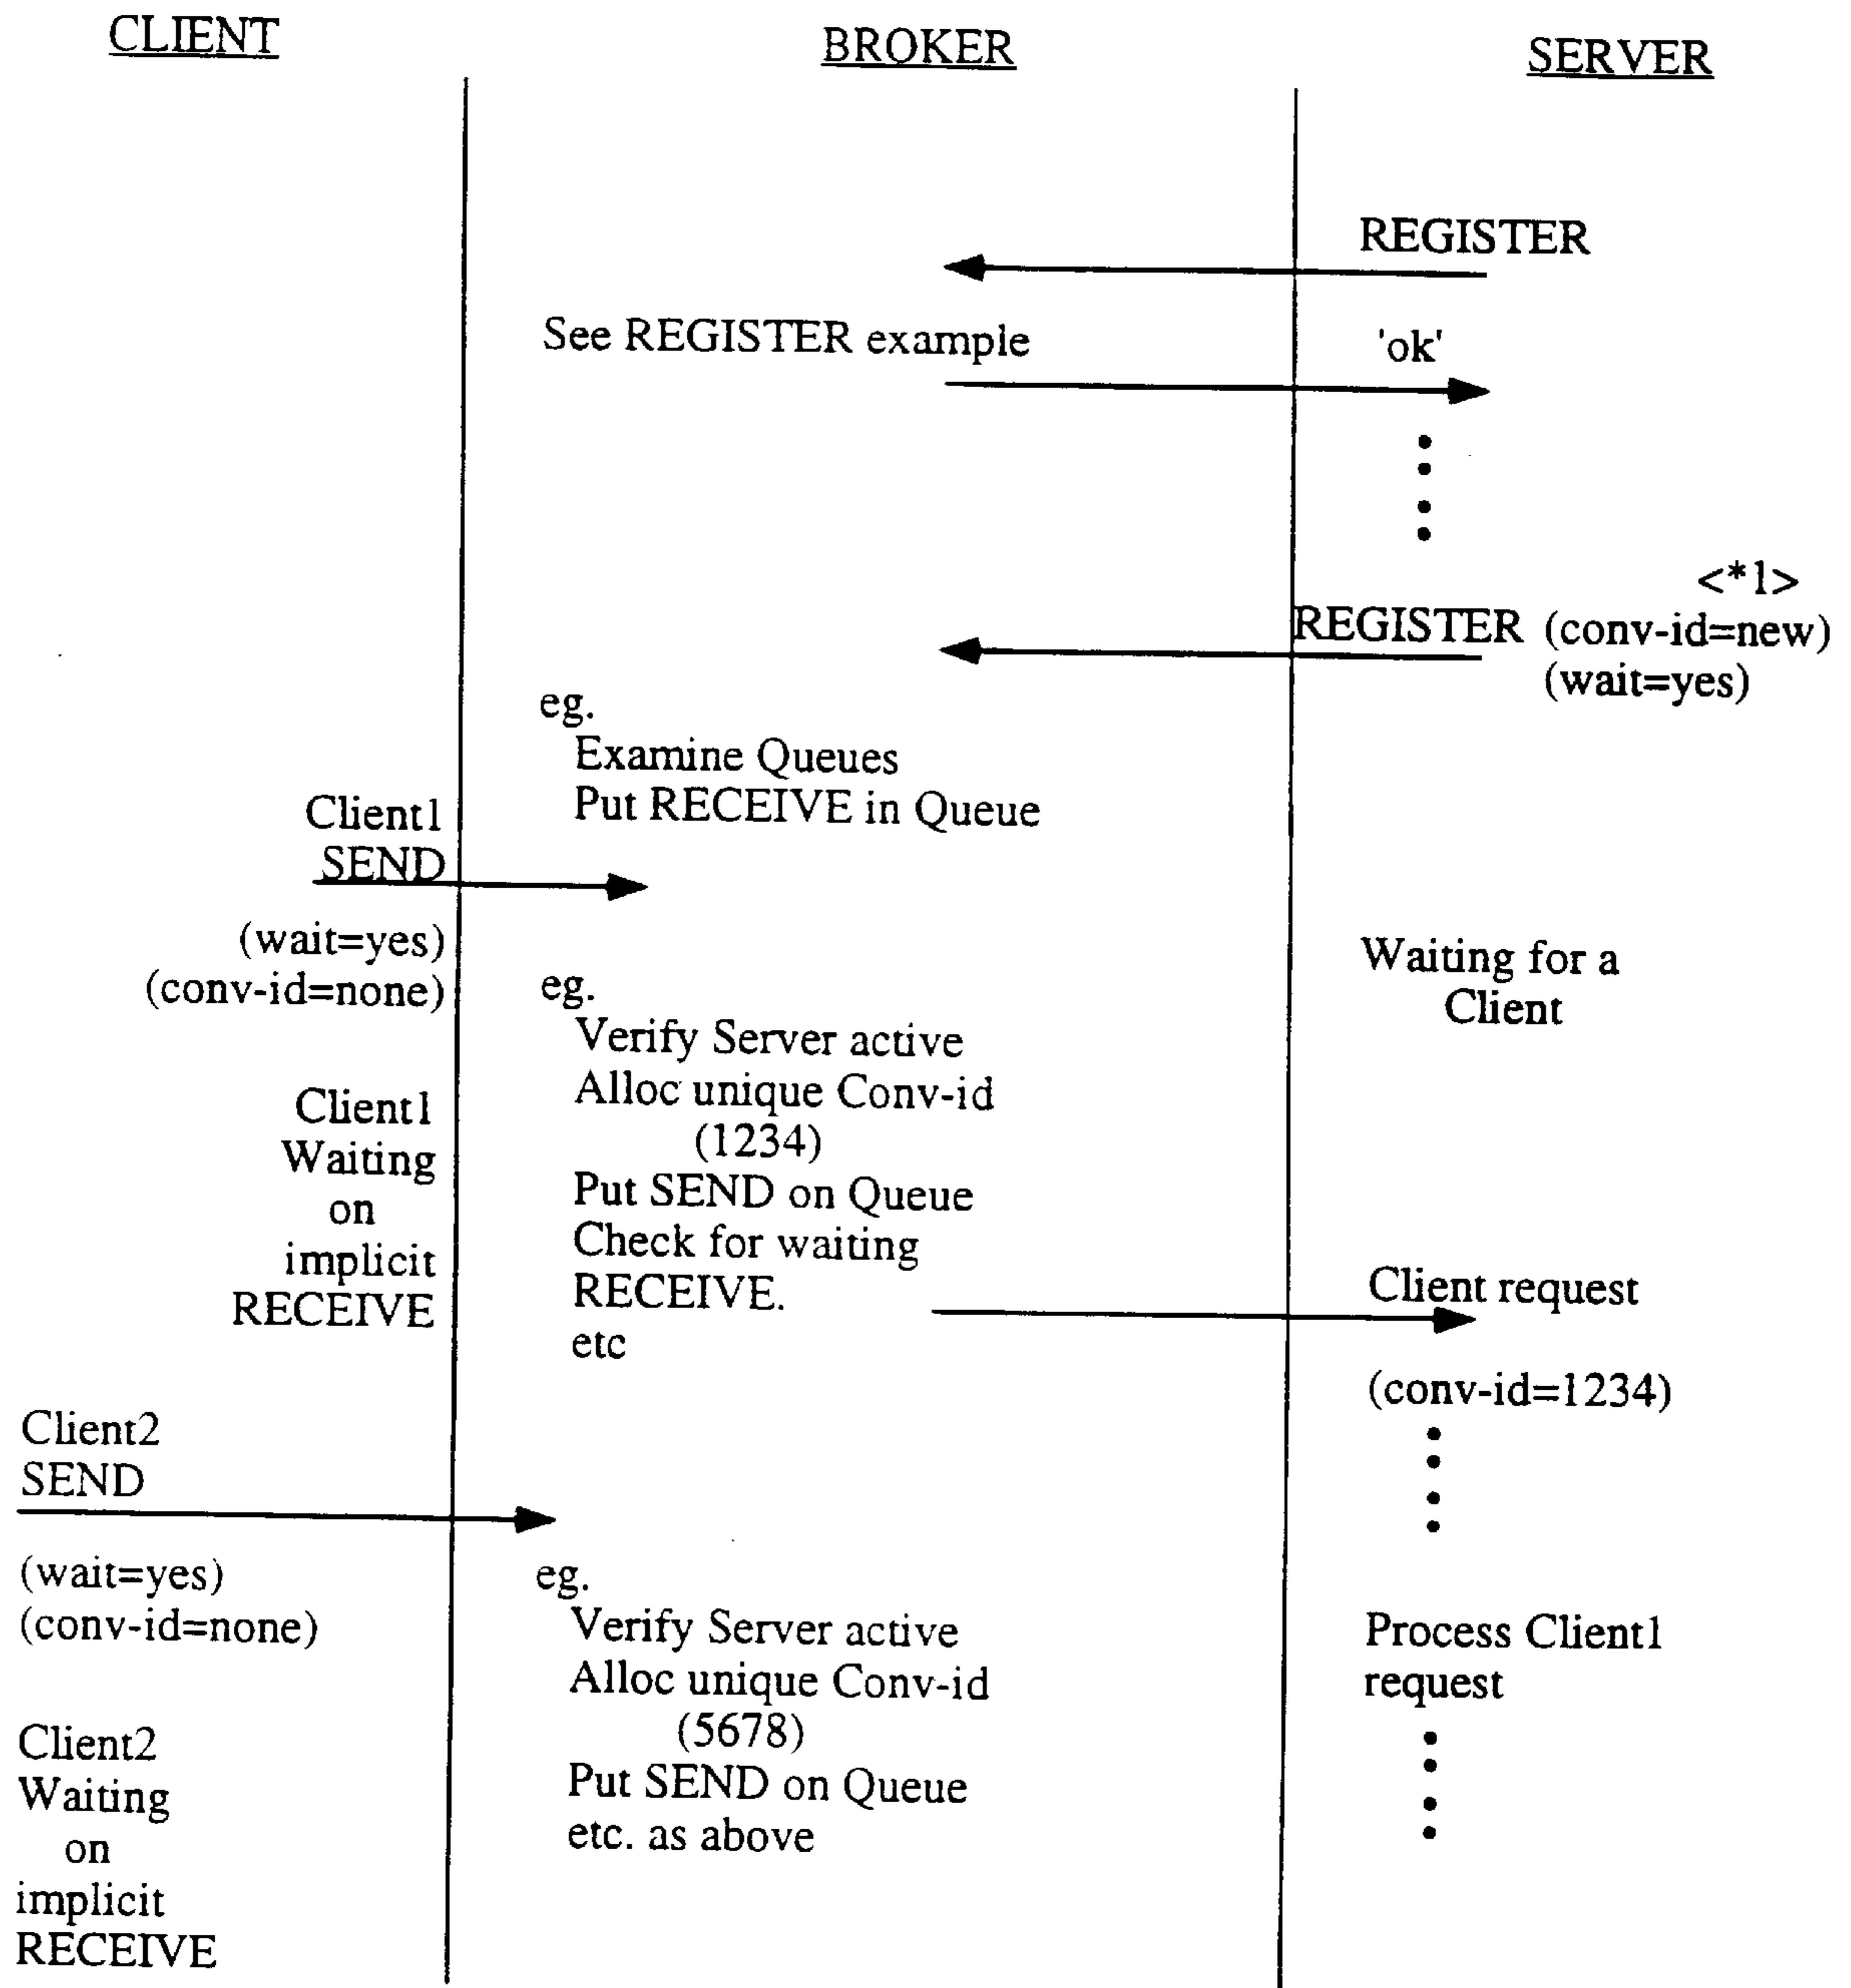 CLIENT
BROKER
SERVER
REGISTER
See REGISTER example
'ok'
<*1>
REGISTER (conv-id=new)
(wait=yes)
eg.
Examine Queues
Put RECEIVE in Queue
Client1
SEND
(wait=yes)
(conv-id=none)
Waiting for a
Client
eg.
Verify Server active
Alloc unique Conv-id
(1234)
Put SEND on Queue
Check for waiting
RECEIVE.
etc
Client1
Waiting
on
implicit
RECEIVE
Client request
(conv-id=1234)
Client2
SEND
(wait=yes)
(conv-id=none)
eg.
Verify Server active
Alloc unique Conv-id
(5678)
Put SEND on Queue
etc. as above
Process Client1
request
Client2
Waiting
on
implicit
RECEIVE